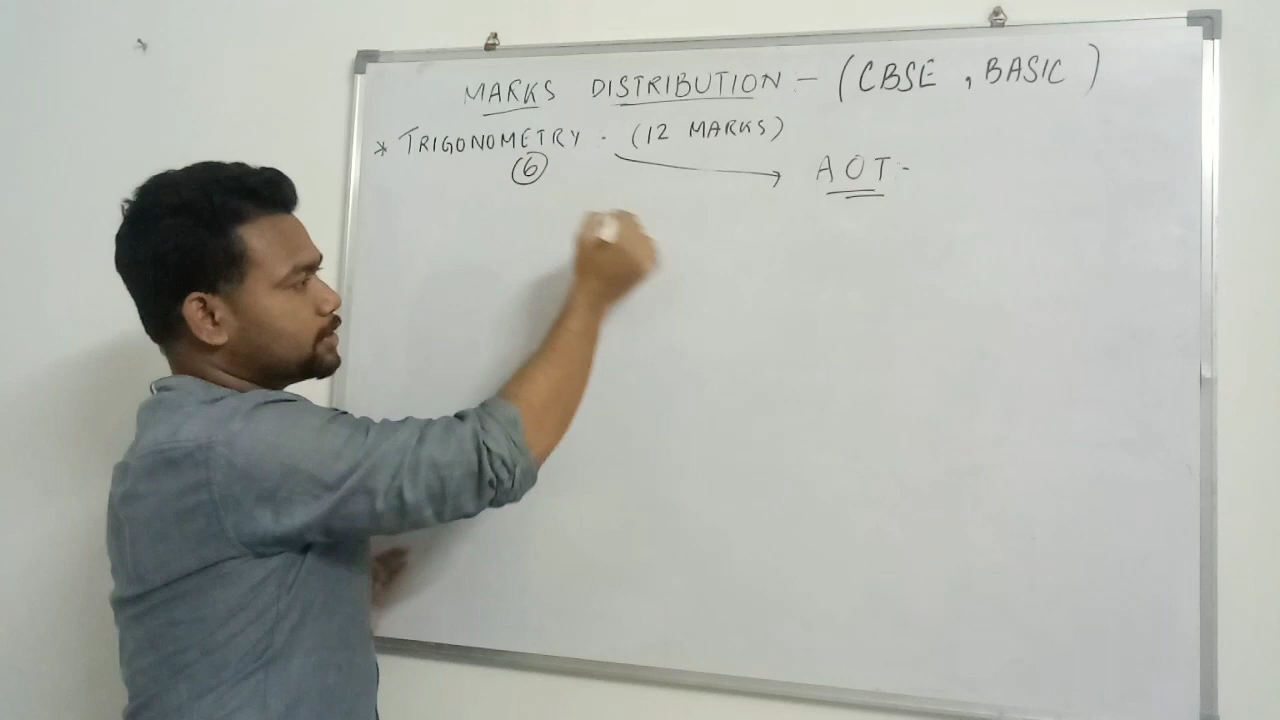 MARKS DISTRIBUTION - (CBSE, BASIC)
* TRIGONOMETRY . (12 MARKS)
6 → AOT -